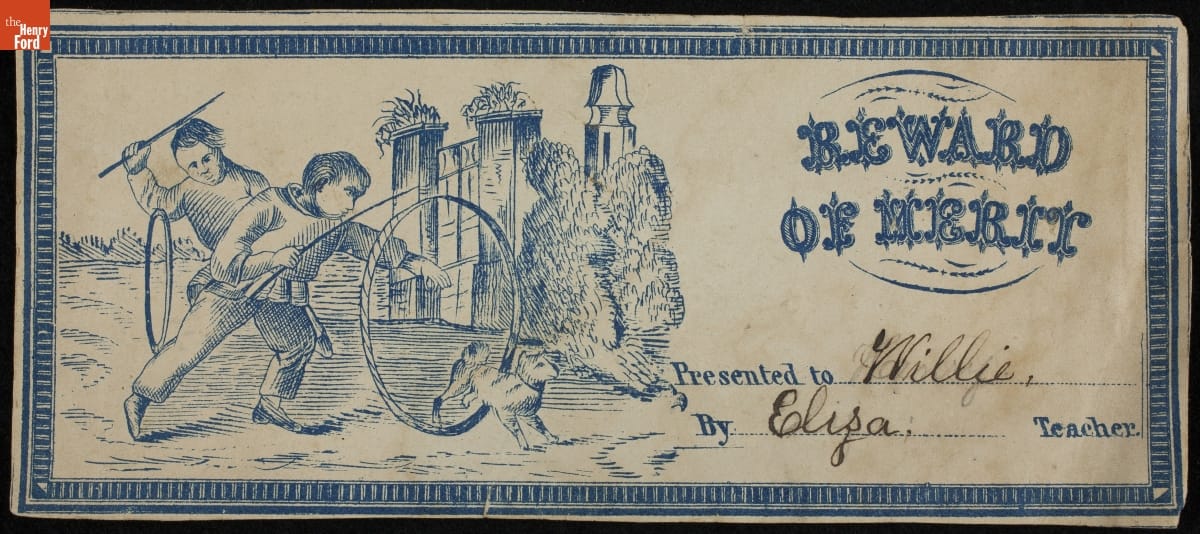 the
Henry
Ford
REWARD
OF MERIT
Presented to Willie.
By Eliza. Teacher.